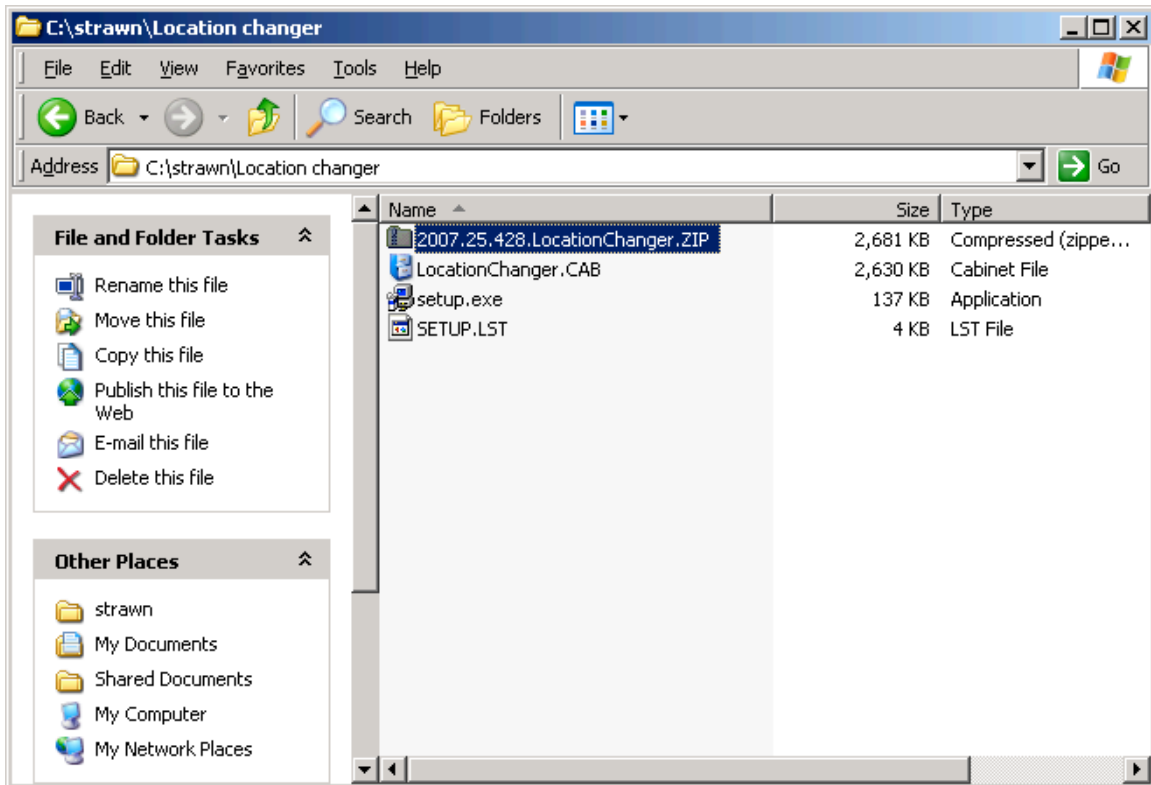 C:\strawn\Location changer
File Edit View Favorites Tools Help
Back Search Folders
Address C:\strawn\Location changer Go
Name Size Type
File and Folder Tasks
Rename this file
Move this file
Copy this file
Publish this file to the
Web
E-mail this file
Delete this file
2007.25.428.LocationChanger.ZIP 2,681 KB Compressed (zippe...
LocationChanger.CAB 2,630 KB Cabinet File
setup.exe 137 KB Application
SETUP.LST 4 KB LST File
Other Places
strawn
My Documents
Shared Documents
My Computer
My Network Places